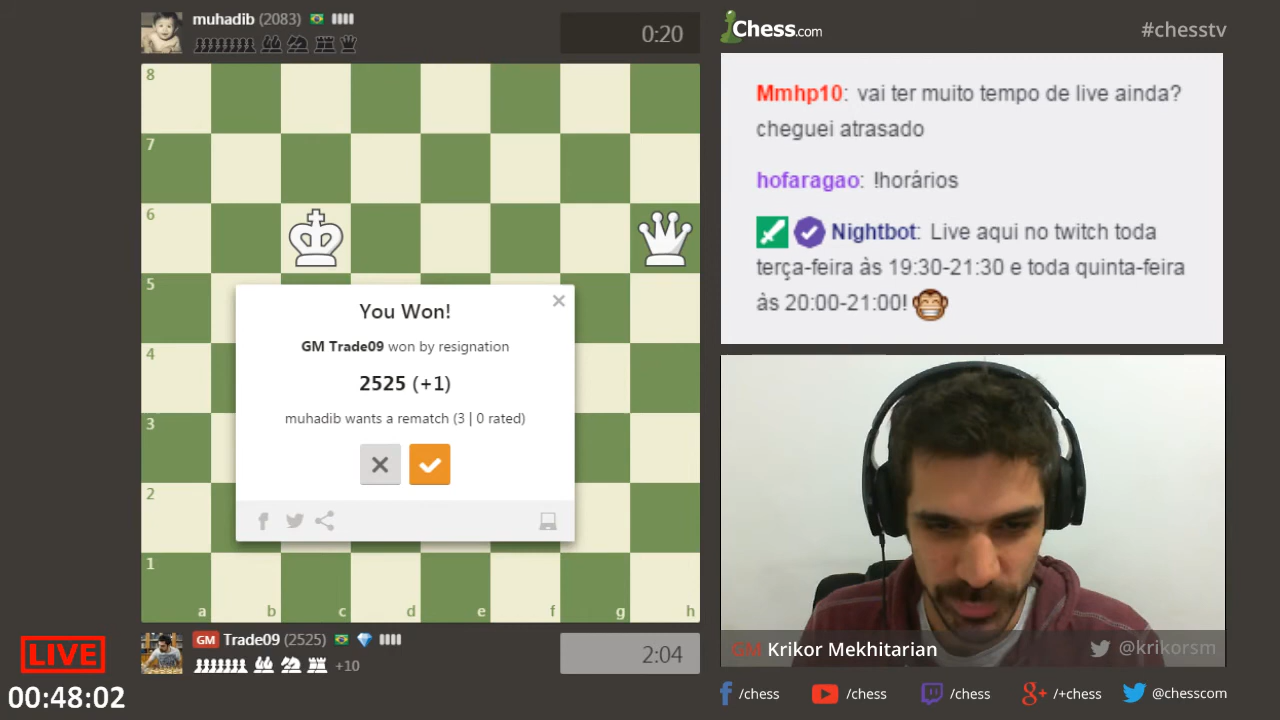 muhadib (2083)
0:20
8
7
6
5
4
3
2
1
a b c d e f g h
You Won!
GM Trade09 won by resignation
2525 (+1)
muhadib wants a rematch (3 | 0 rated)
GM Trade09 (2525)
+10
2:04
LIVE
00:48:02
Chess.com
#chesstv
Mmhp10: vai ter muito tempo de live ainda?
cheguei atrasado
hofaragao: !horários
Nightbot: Live aqui no twitch toda
terça-feira às 19:30-21:30 e toda quinta-feira
às 20:00-21:00!
GM Krikor Mekhitarian
@krikorsm
/chess /chess /chess /+chess @chesscom